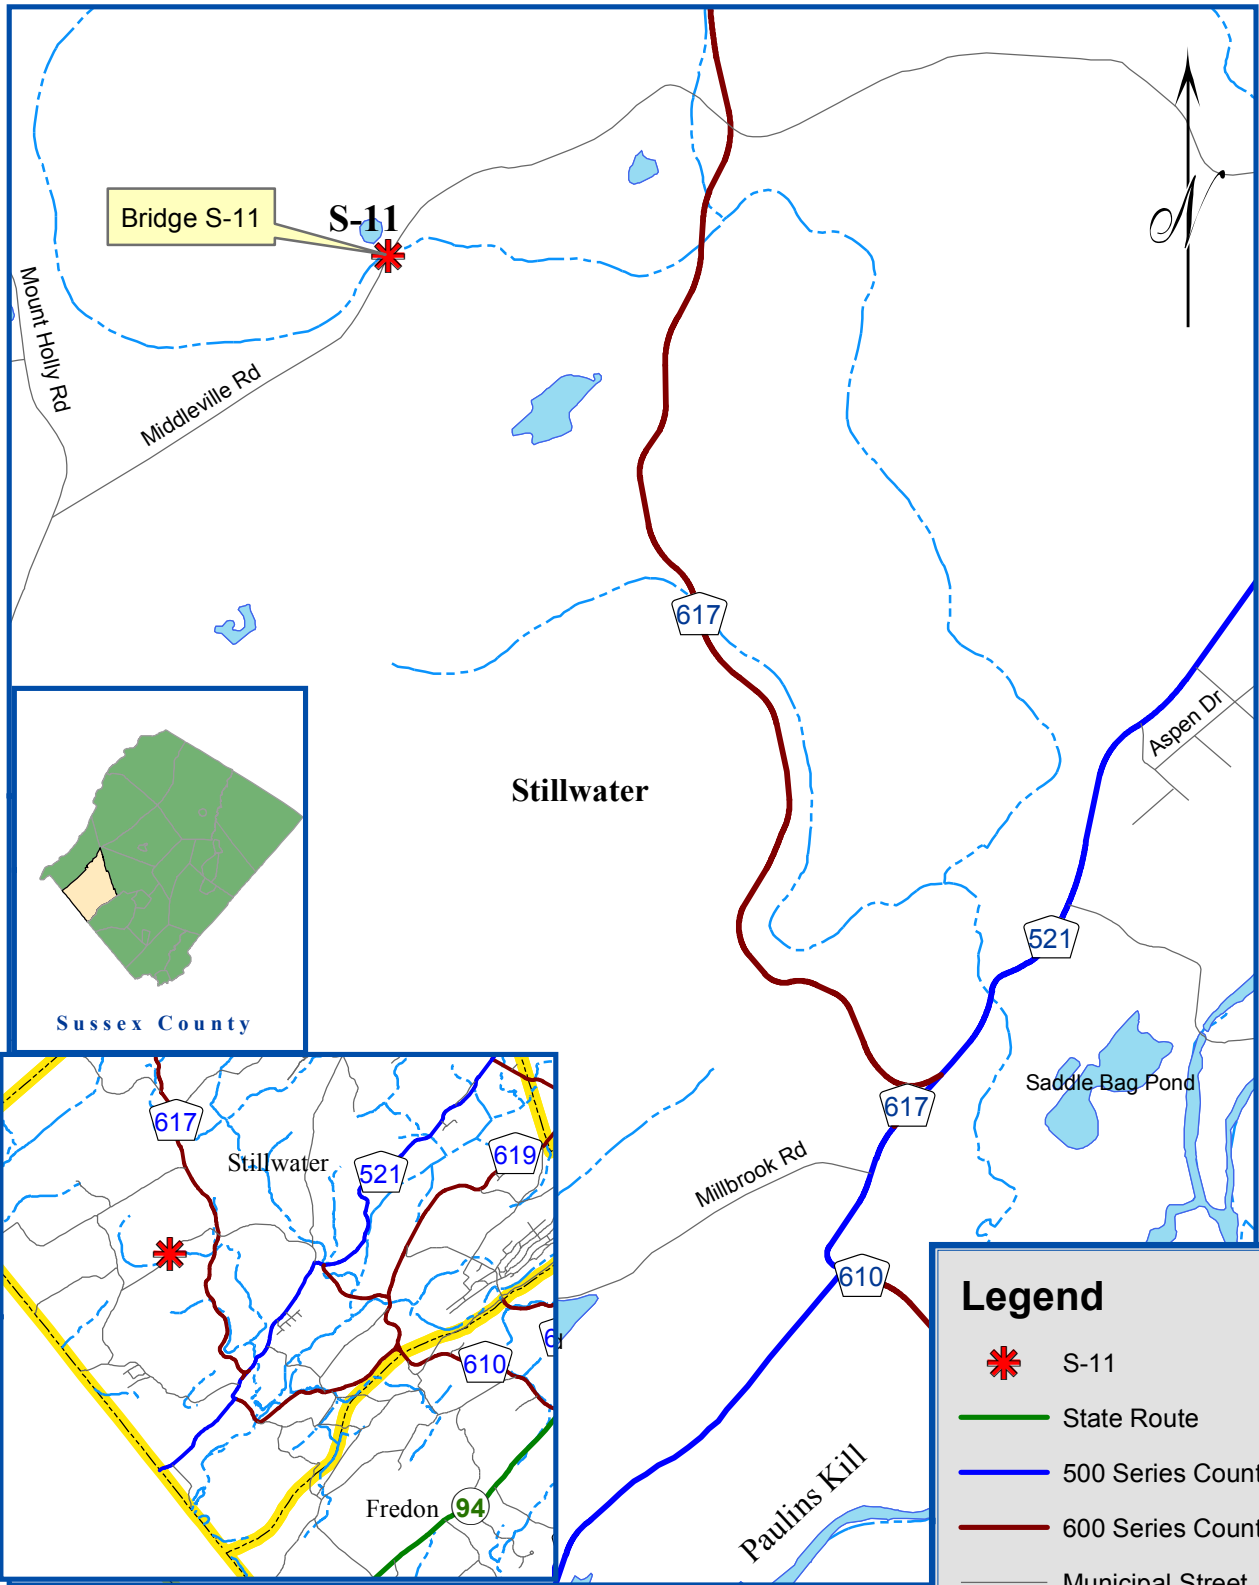 Bridge S-11
S-11
Mount Holly Rd
Middleville Rd
617
Aspen Dr
Stillwater
521
Sussex County
Saddle Bag Pond
617
Millbrook Rd
610
Paulins Kill
617
Stillwater
521
619
610
Fredon
94
N
Legend
S-11
State Route
500 Series Count
600 Series Count
Municipal Street